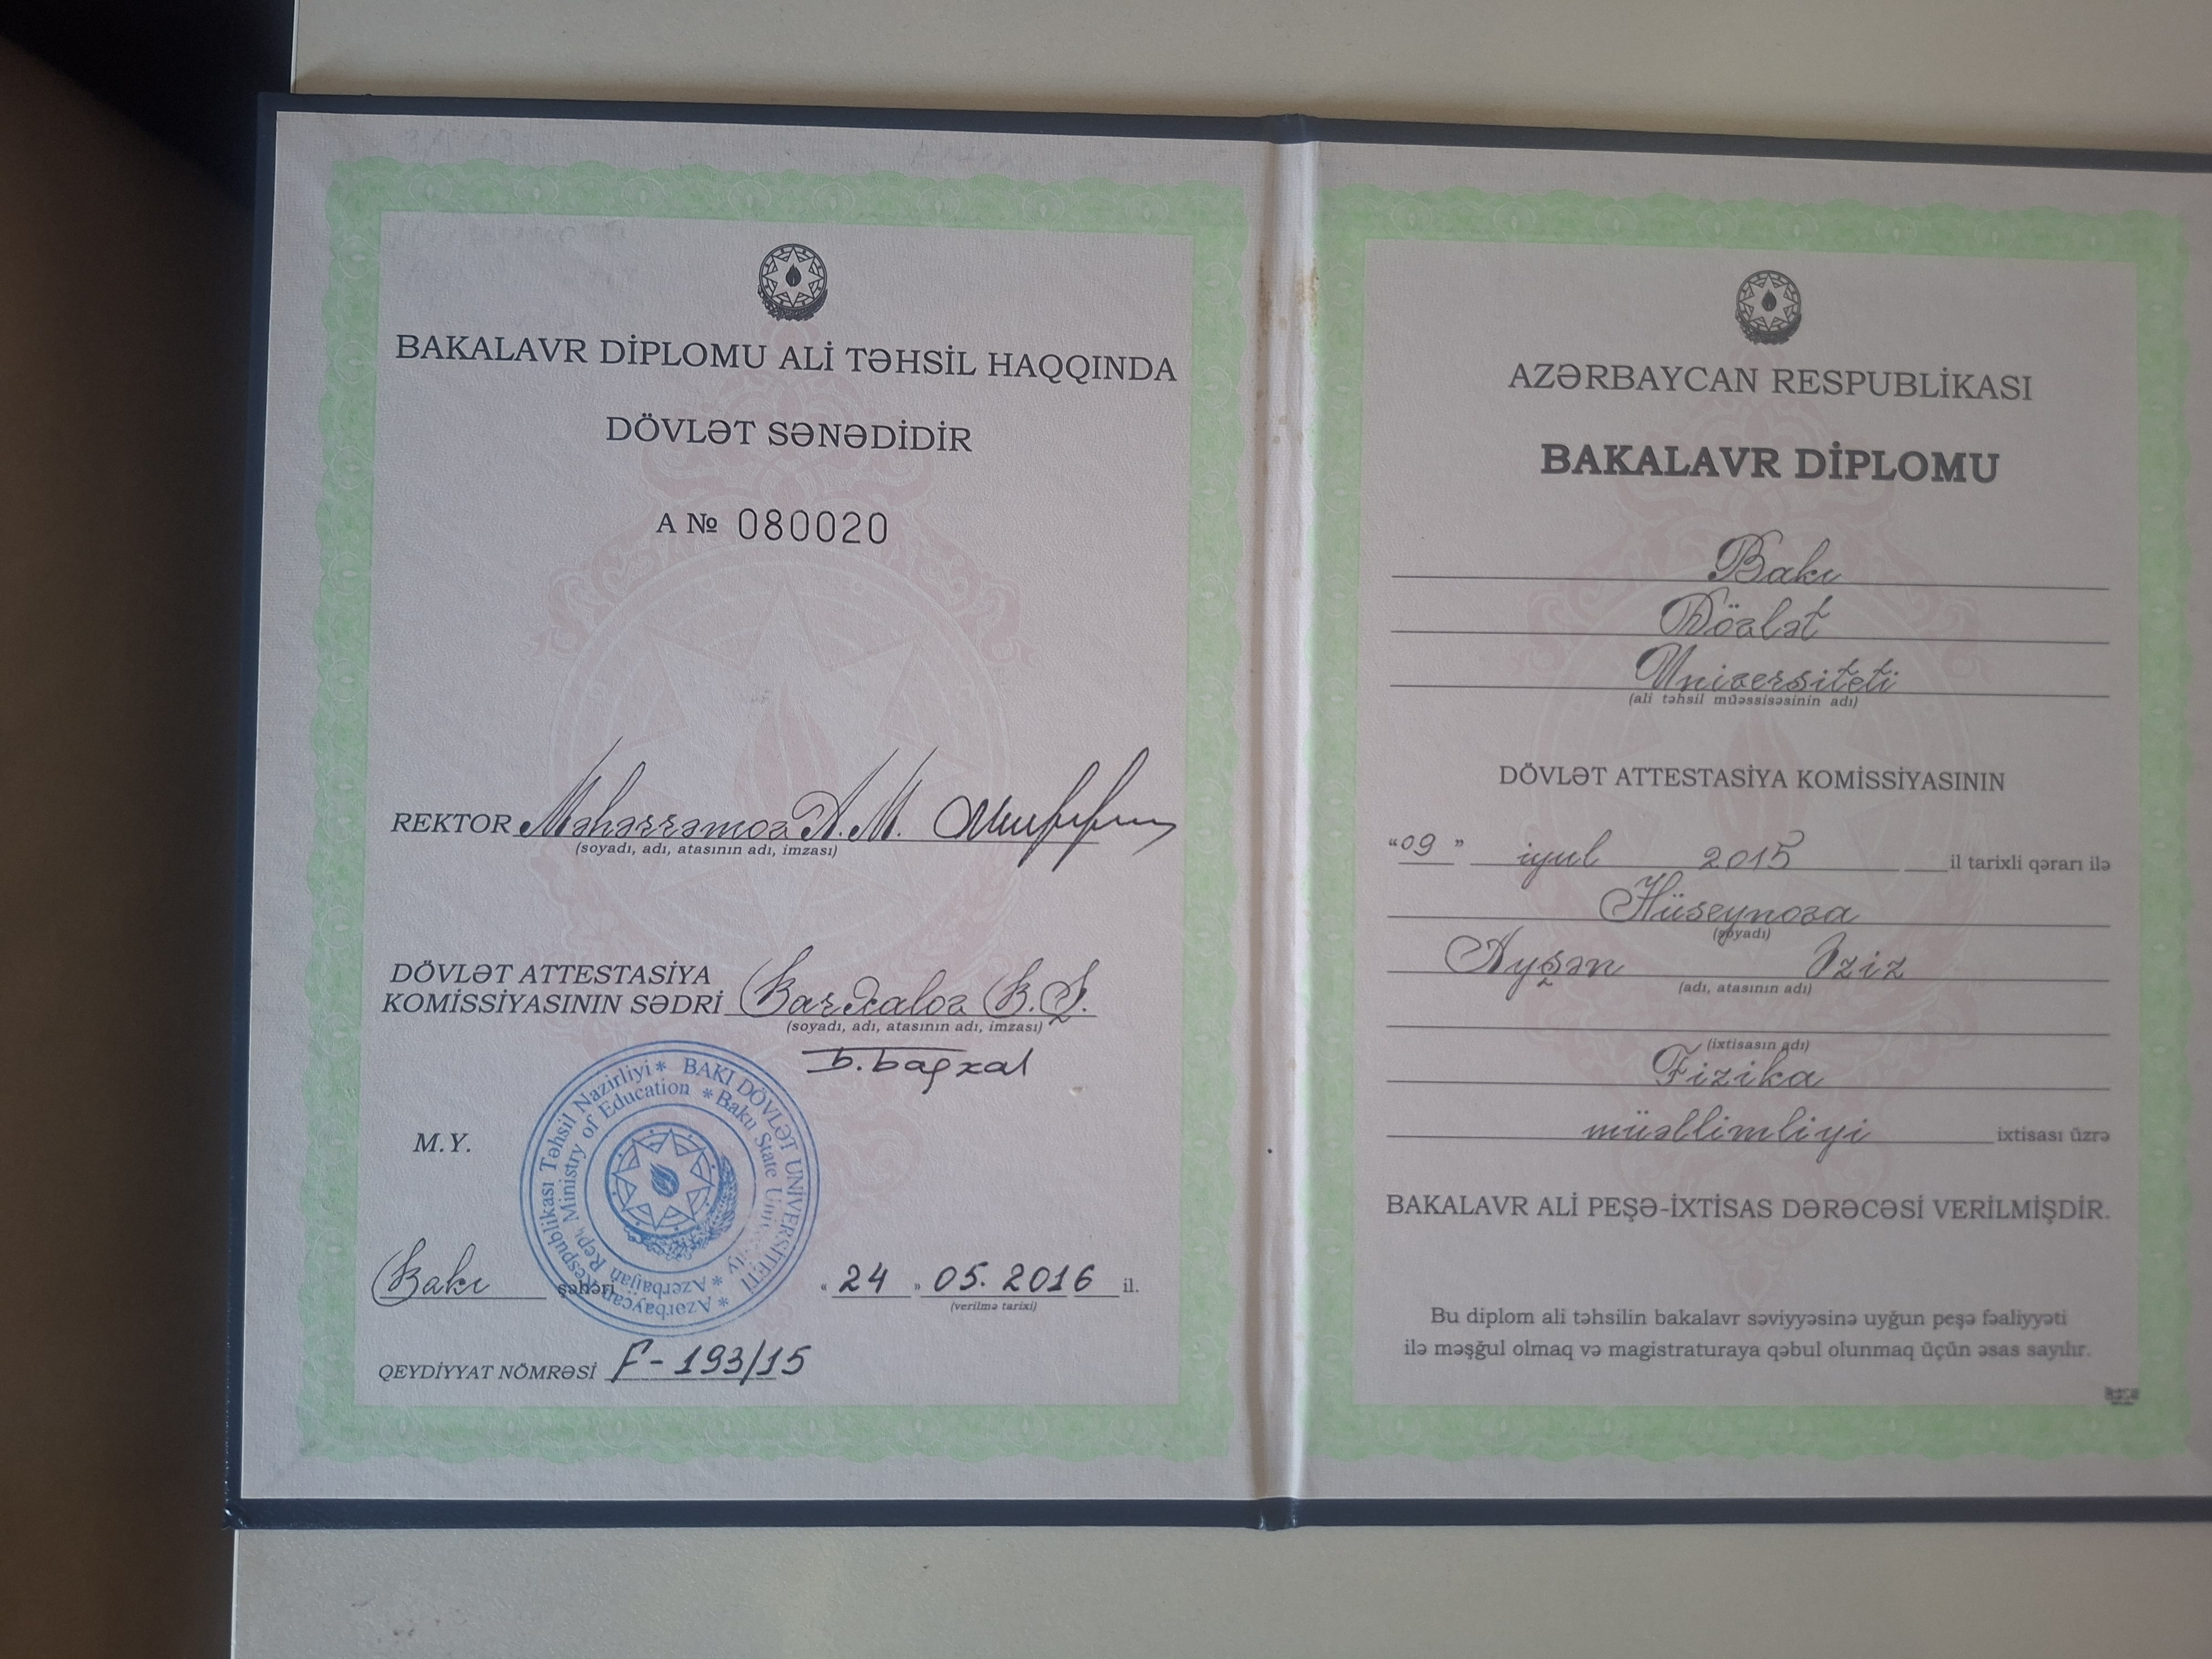 BAKALAVR DİPLOMU ALİ TƏHSİL HAQQINDA
DÖVLƏT SƏNƏDİDİR
A № 080020
REKTOR Məhərrəmov A.M.
(soyadı, adı, atasının adı, imzası)
DÖVLƏT ATTESTASİYA
KOMİSSİYASININ SƏDRİ Barxalov B.Ş.
(soyadı, adı, atasının adı, imzası)
M.Y.
Azərbaycan Respublikası Təhsil Nazirliyi * BAKI DÖVLƏT UNİVERSİTETİ *
Azerbaijan Ministry of Education * Baku State *
Bakı şəhəri “ 24 ” 05. 2016 il.
(verilmə tarixi)
QEYDİYYAT NÖMRƏSİ F - 193/15
AZƏRBAYCAN RESPUBLİKASI
BAKALAVR DİPLOMU
Bakı
Dövlət
Universiteti
(ali təhsil müəssisəsinin adı)
DÖVLƏT ATTESTASİYA KOMİSSİYASININ
“09” iyul 2015 il tarixli qərarı ilə
Hüseynova
(soyadı)
Ayşən Əziz
(adı, atasının adı)
(ixtisasın adı)
Fizika
müəllimliyi ixtisası üzrə
BAKALAVR ALİ PEŞƏ-İXTİSAS DƏRƏCƏSİ VERİLMİŞDİR.
Bu diplom ali təhsilin bakalavr səviyyəsinə uyğun peşə fəaliyyəti
ilə məşğul olmaq və magistraturaya qəbul olunmaq üçün əsas sayılır.